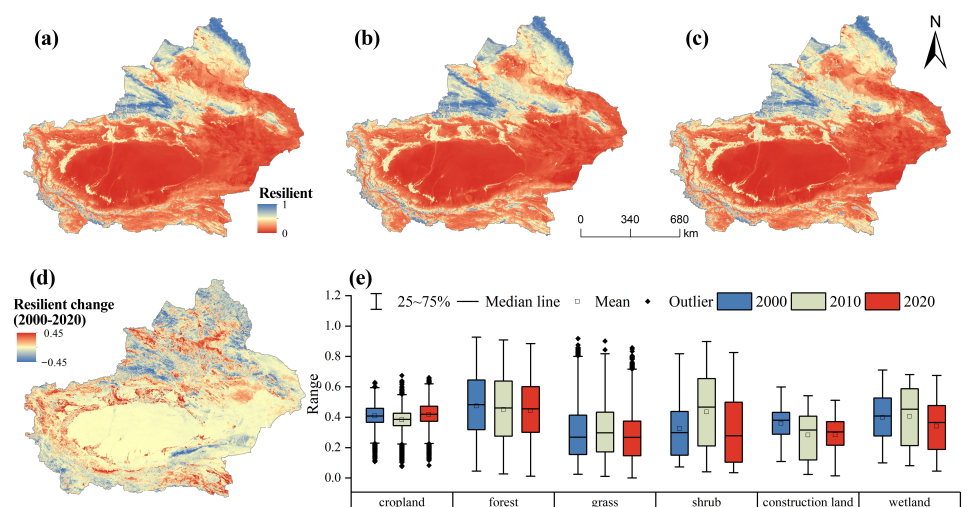 (a)
(b)
(c)
N
Resilient
1
0
0 340 680
km
(d)
Resilient change
(2000-2020)
0.45
−0.45
(e)
25~75% Median line Mean Outlier 2000 2010 2020
Range
1.2
1.0
0.8
0.6
0.4
0.2
0.0
cropland forest grass shrub construction land wetland